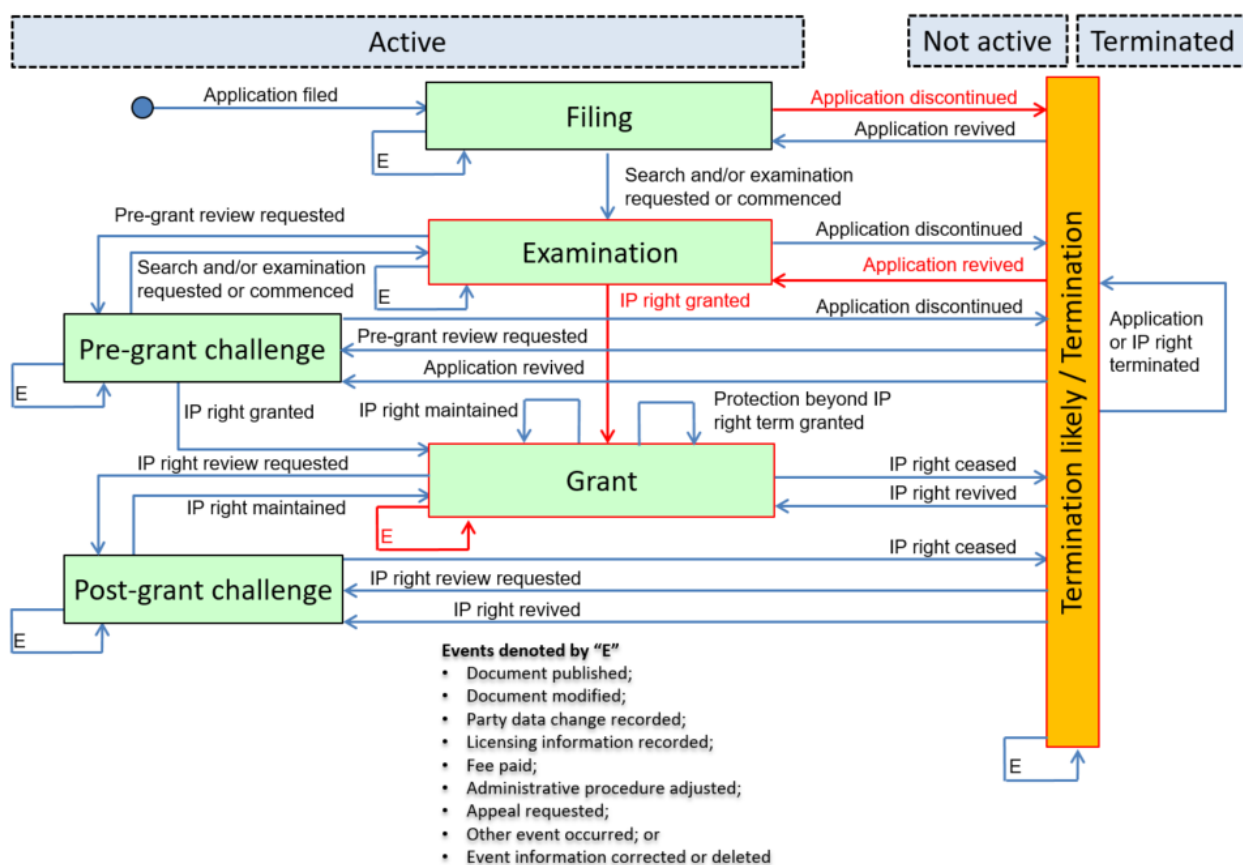 Active
Not active
Terminated
Application filed
Filing
Application discontinued
Application revived
E
Search and/or examination
requested or commenced
Pre-grant review requested
Examination
Application discontinued
Search and/or examination
requested or commenced
E
Application revived
IP right granted
Application discontinued
Pre-grant challenge
Pre-grant review requested
Application revived
E
Application
or IP right
terminated
Termination likely / Termination
IP right granted
IP right maintained
Protection beyond IP
right term granted
IP right review requested
Grant
IP right ceased
IP right revived
IP right maintained
E
IP right ceased
Post-grant challenge
IP right review requested
IP right revived
E
Events denoted by “E”
• Document published;
• Document modified;
• Party data change recorded;
• Licensing information recorded;
• Fee paid;
• Administrative procedure adjusted;
• Appeal requested;
• Other event occurred; or
• Event information corrected or deleted
E